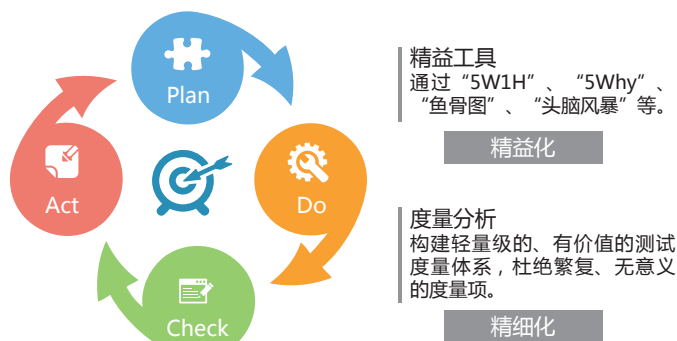 Plan
Do
Check
Act
精益工具
通过“5W1H”、“5Why”、
“鱼骨图”、“头脑风暴”等。
精益化
度量分析
构建轻量级的、有价值的测试
度量体系，杜绝繁复、无意义
的度量项。
精细化